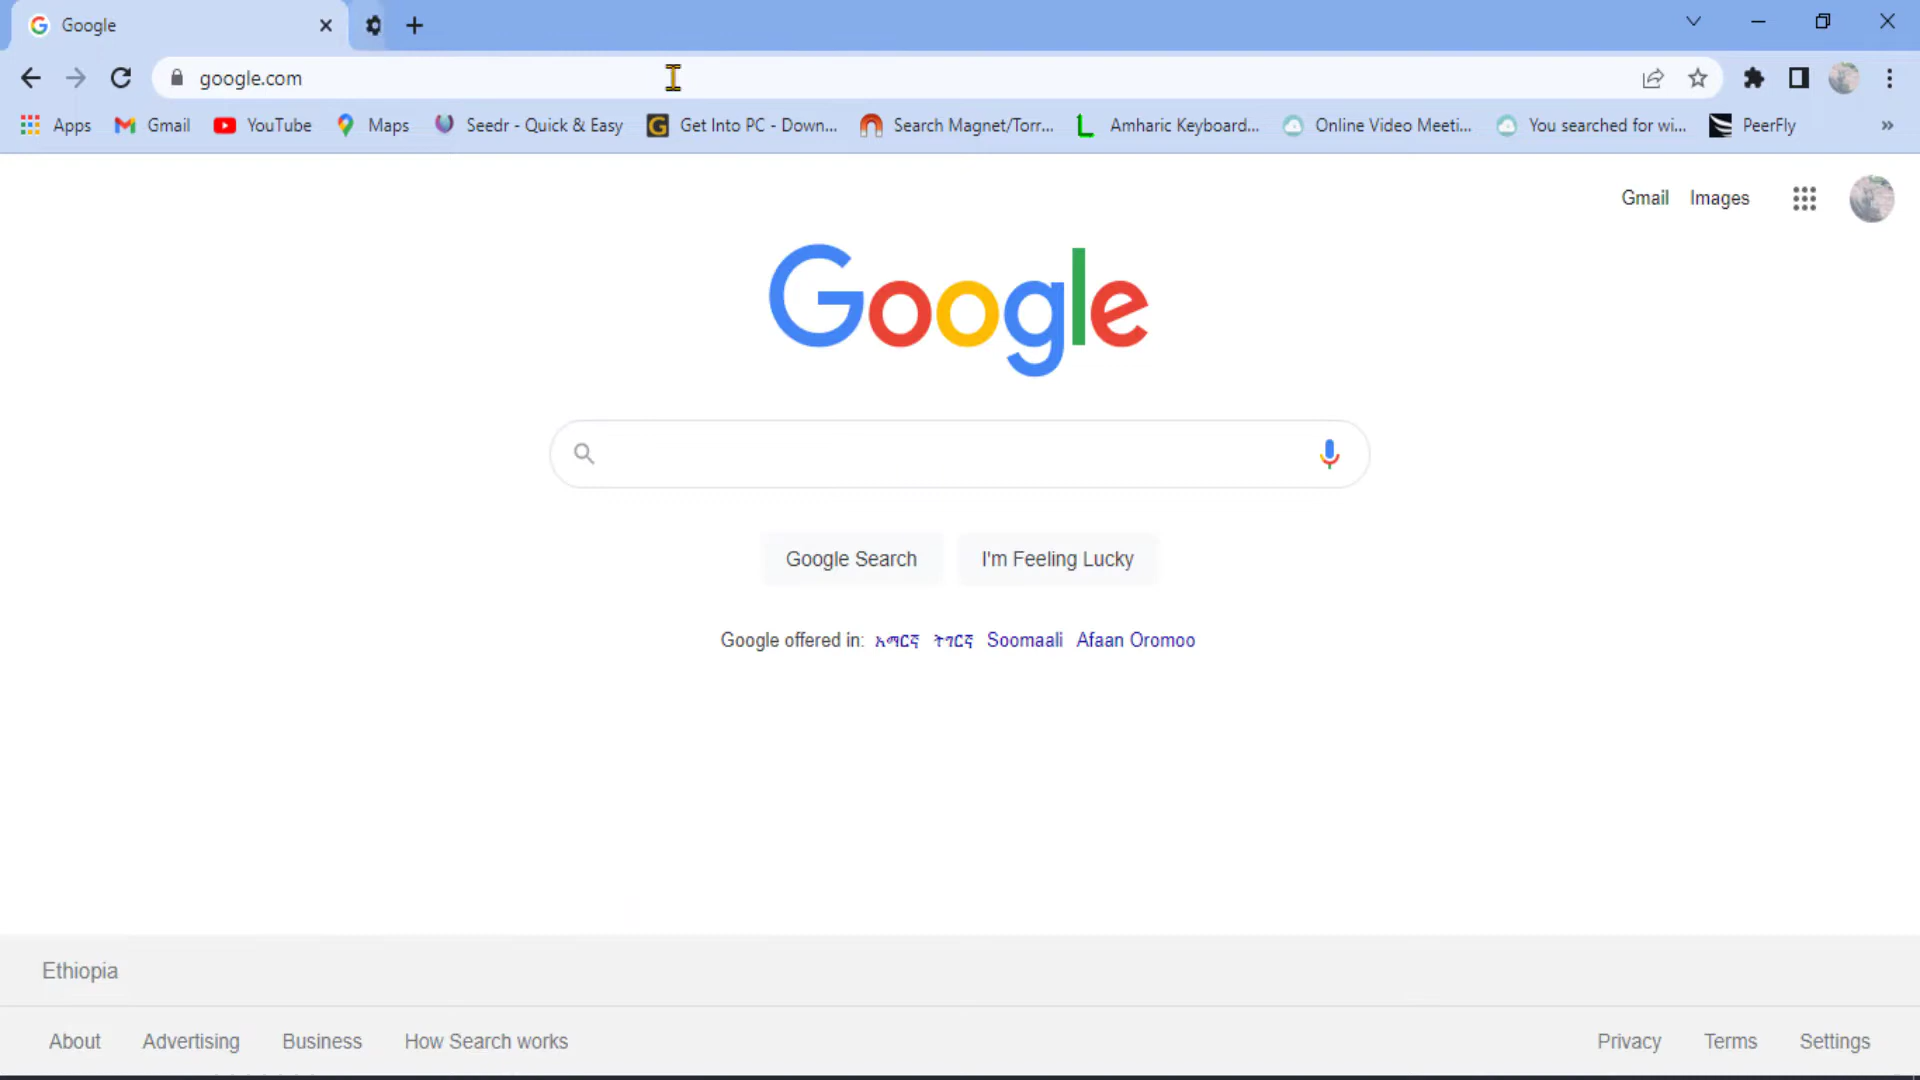 Google
google.com
Apps Gmail YouTube Maps Seedr - Quick & Easy Get Into PC - Down... Search Magnet/Torr... Amharic Keyboard... Online Video Meeti... You searched for wi... PeerFly »
Gmail Images
Google
Google Search I'm Feeling Lucky
Google offered in: አማርኛ ትግርኛ Soomaali Afaan Oromoo
Ethiopia
About Advertising Business How Search works Privacy Terms Settings